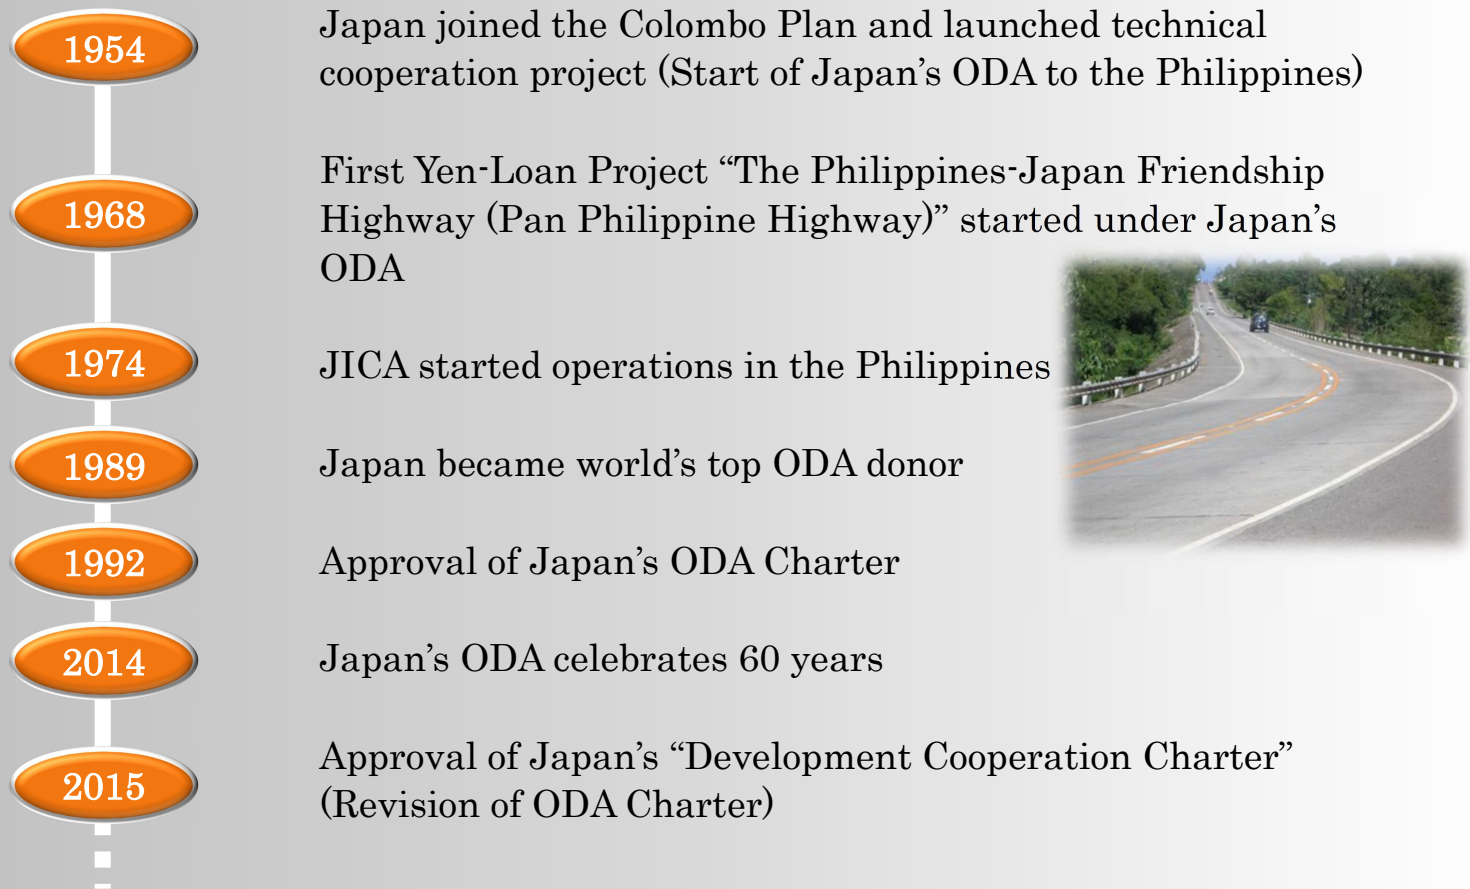 1954
Japan joined the Colombo Plan and launched technical
cooperation project (Start of Japan’s ODA to the Philippines)
1968
First Yen-Loan Project “The Philippines-Japan Friendship
Highway (Pan Philippine Highway)” started under Japan’s
ODA
1974
JICA started operations in the Philippines
1989
Japan became world’s top ODA donor
1992
Approval of Japan’s ODA Charter
2014
Japan’s ODA celebrates 60 years
2015
Approval of Japan’s “Development Cooperation Charter”
(Revision of ODA Charter)